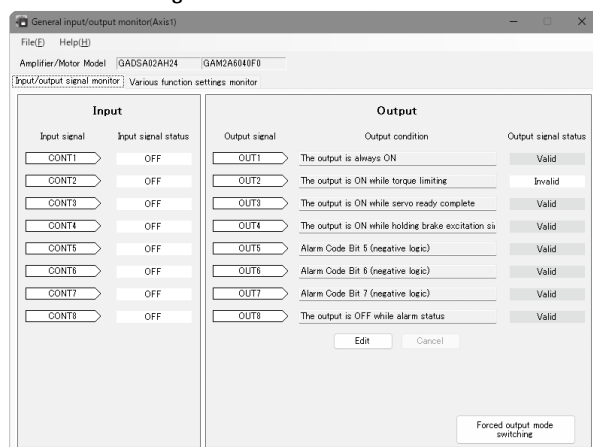 General input/output monitor(Axis1)
File(F) Help(H)
Amplifier/Motor Model GADSA02AH24 GAM2A6040F0
Input/output signal monitor Various function settings monitor
Input
Input signal Input signal status
CONT1 OFF
CONT2 OFF
CONT3 OFF
CONT4 OFF
CONT5 OFF
CONT6 OFF
CONT7 OFF
CONT8 OFF
Output
Output signal Output condition Output signal status
OUT1 The output is always ON Valid
OUT2 The output is ON while torque limiting Invalid
OUT3 The output is ON while servo ready complete Valid
OUT4 The output is ON while holding brake excitation si Valid
OUT5 Alarm Code Bit 5 (negative logic) Valid
OUT6 Alarm Code Bit 6 (negative logic) Valid
OUT7 Alarm Code Bit 7 (negative logic) Valid
OUT8 The output is OFF while alarm status Valid
Edit Cancel
Forced output mode
switching